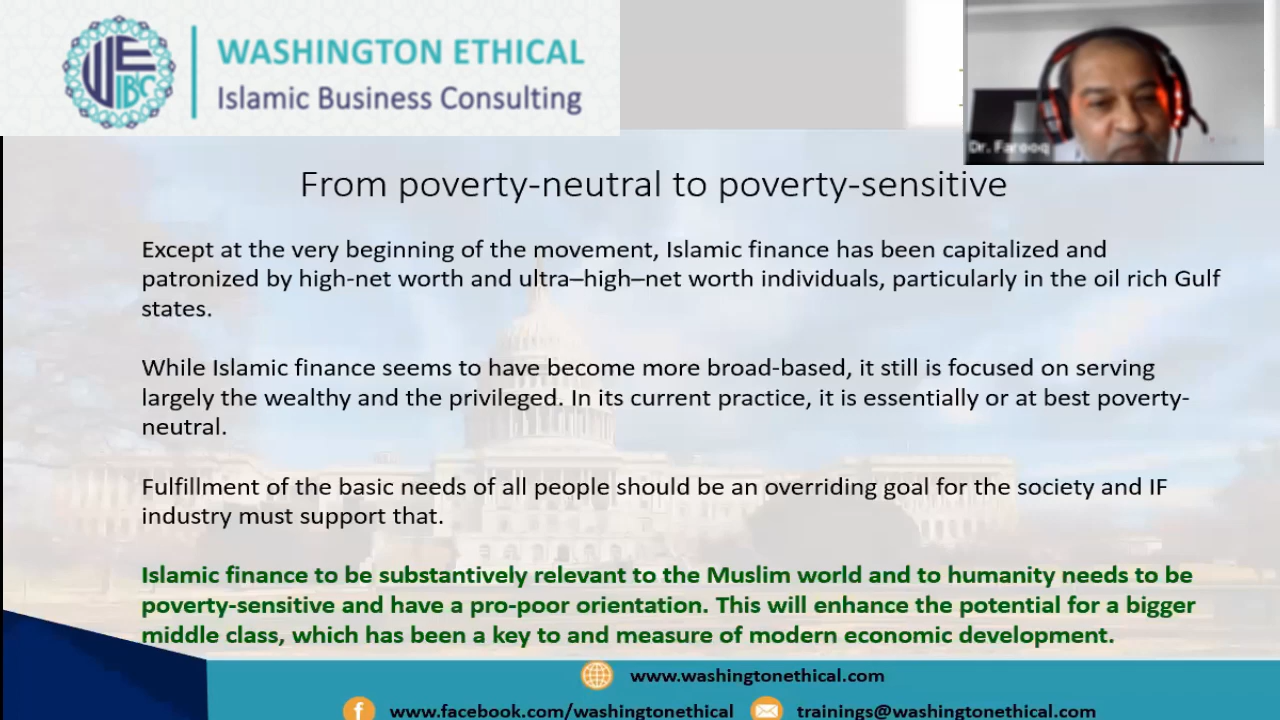 WEIBC
WASHINGTON ETHICAL
Islamic Business Consulting
Dr. Farooq
From poverty-neutral to poverty-sensitive
Except at the very beginning of the movement, Islamic finance has been capitalized and
patronized by high-net worth and ultra–high–net worth individuals, particularly in the oil rich Gulf
states.
While Islamic finance seems to have become more broad-based, it still is focused on serving
largely the wealthy and the privileged. In its current practice, it is essentially or at best poverty-
neutral.
Fulfillment of the basic needs of all people should be an overriding goal for the society and IF
industry must support that.
Islamic finance to be substantively relevant to the Muslim world and to humanity needs to be
poverty-sensitive and have a pro-poor orientation. This will enhance the potential for a bigger
middle class, which has been a key to and measure of modern economic development.
www.washingtonethical.com
www.facebook.com/washingtonethical trainings@washingtonethical.com